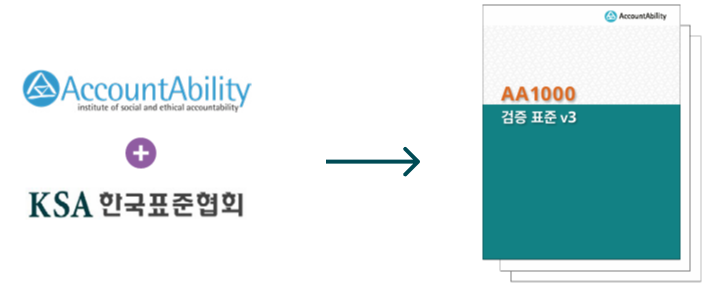 AccountAbility
institute of social and ethical accountability
+
KSA 한국표준협회
AccountAbility
AA1000
검증 표준 v3